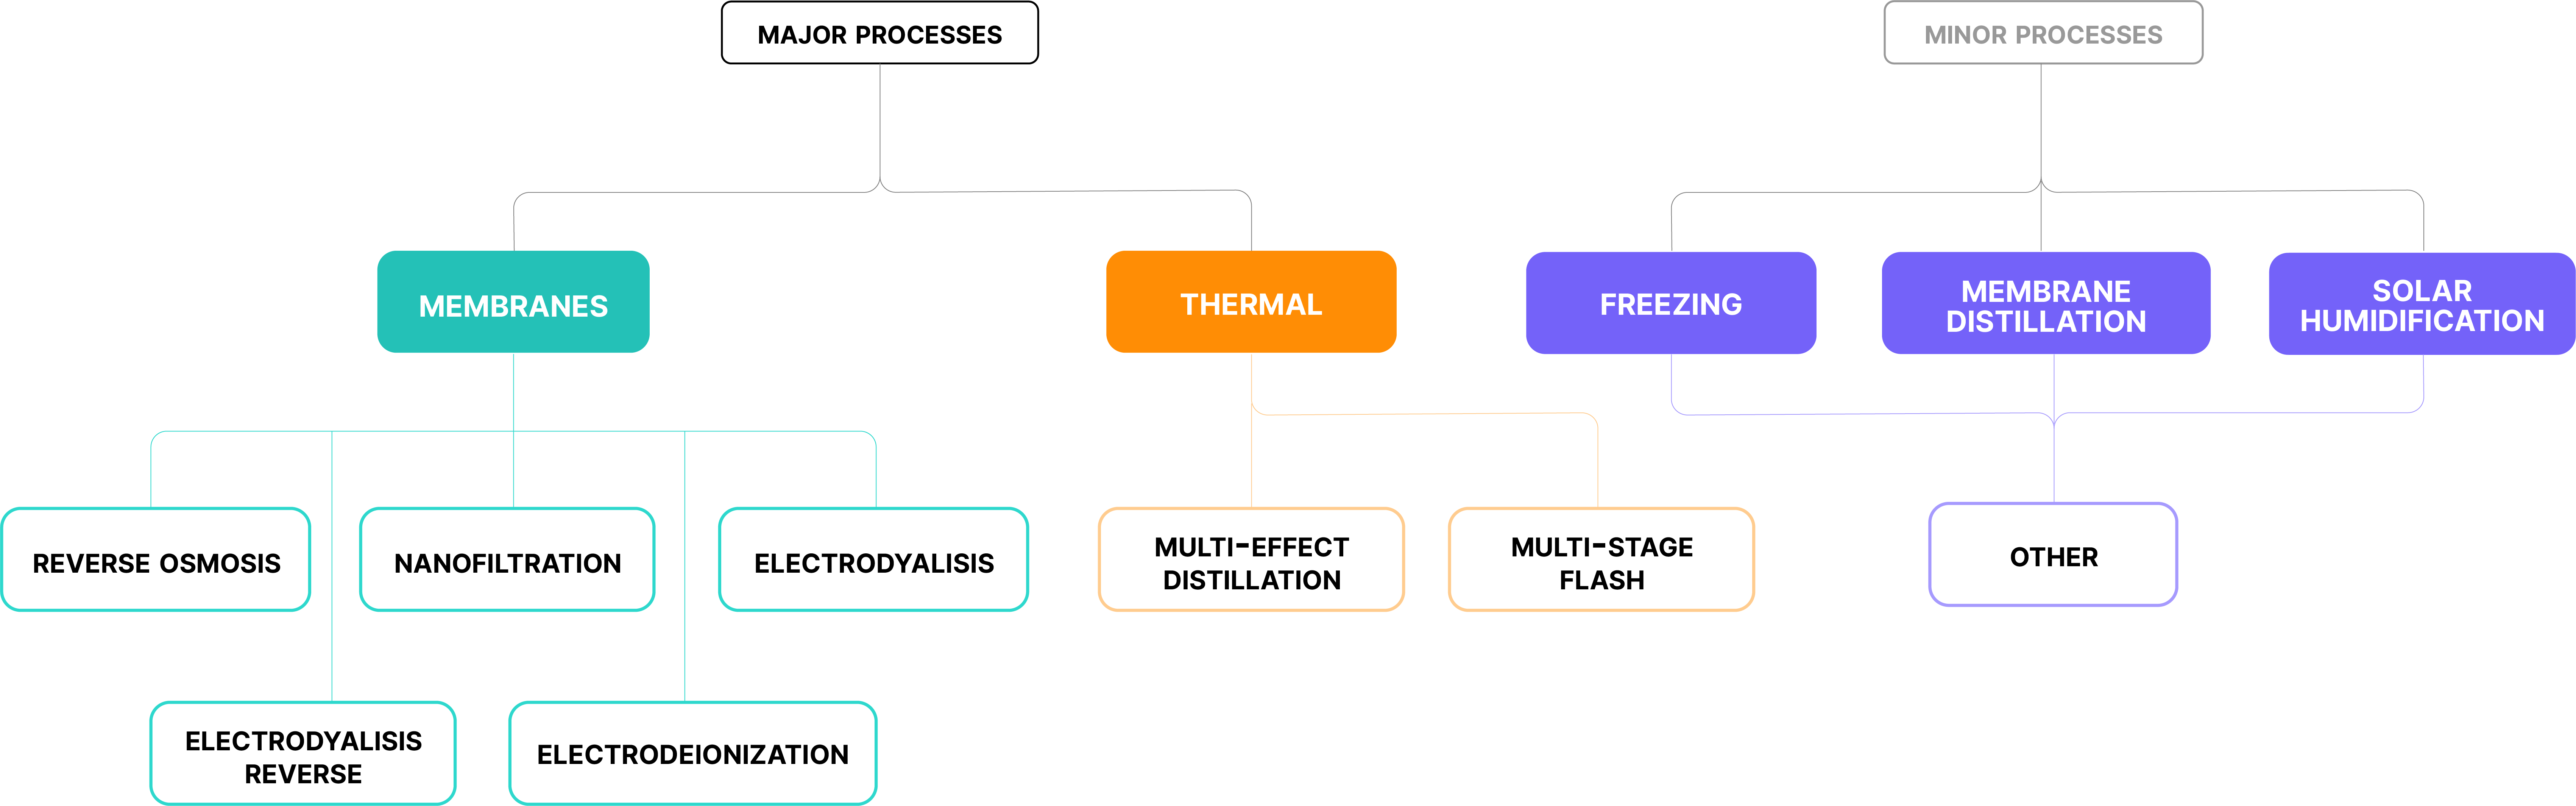 MAJOR PROCESSES
MINOR PROCESSES
MEMBRANES
THERMAL
FREEZING
MEMBRANE
DISTILLATION
SOLAR
HUMIDIFICATION
REVERSE OSMOSIS
NANOFILTRATION
ELECTRODYALISIS
MULTI-EFFECT
DISTILLATION
MULTI-STAGE
FLASH
OTHER
ELECTRODYALISIS
REVERSE
ELECTRODEIONIZATION